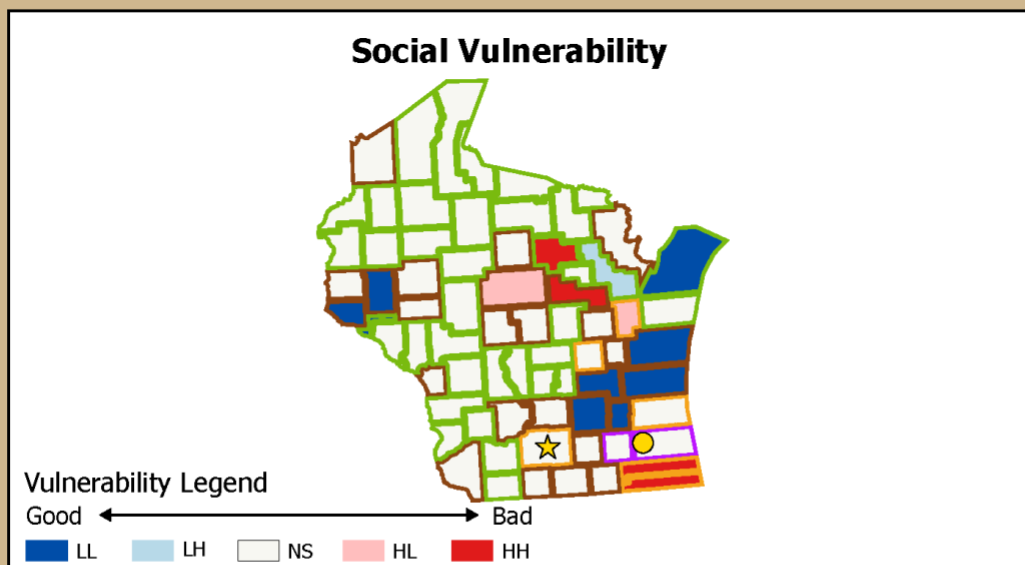 Social Vulnerability
Vulnerability Legend
Good Bad
LL LH NS HL HH